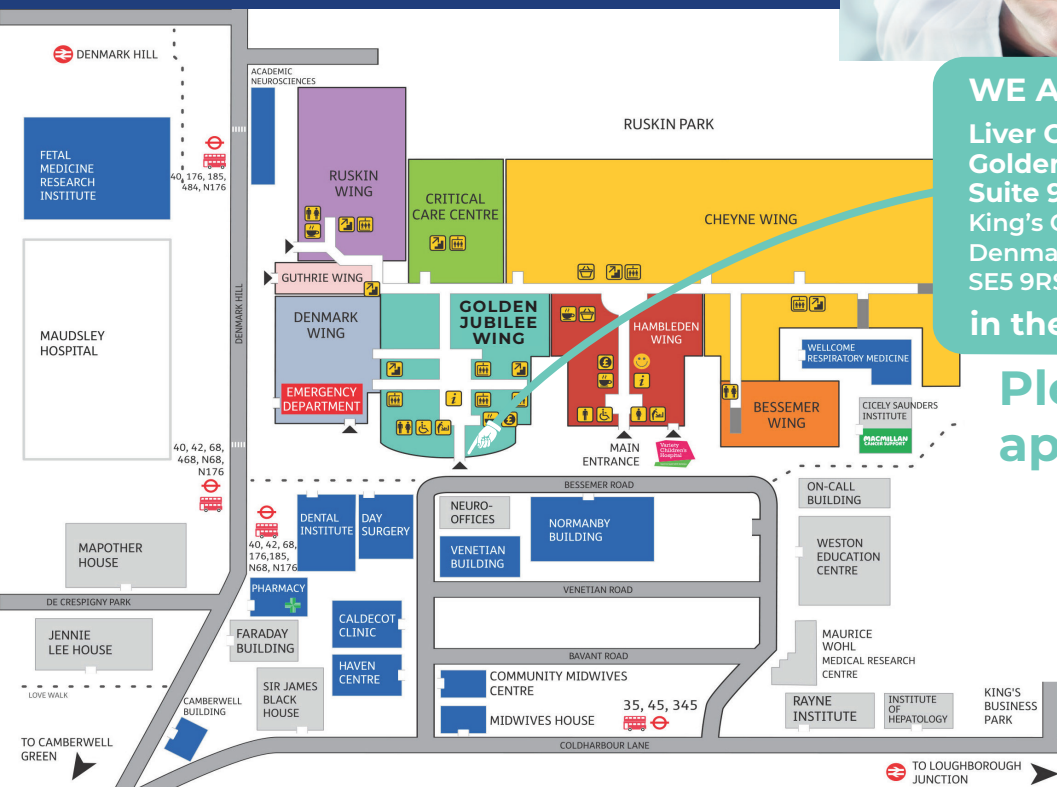 DENMARK HILL
ACADEMIC
NEUROSCIENCES
RUSKIN PARK
WE A
Liver
Golden
Suite 9
King's
Denma
SE5 9RS
in the
Ple
ap
FETAL
MEDICINE
RESEARCH
INSTITUTE
40, 176, 185,
484, N176
RUSKIN
WING
CRITICAL
CARE CENTRE
CHEYNE WING
GUTHRIE WING
DENMARK HILL
MAUDSLEY
HOSPITAL
DENMARK
WING
GOLDEN
JUBILEE
WING
HAMBLEDEN
WING
WELLCOME
RESPIRATORY MEDICINE
EMERGENCY
DEPARTMENT
BESSEMER
WING
CICELY SAUNDERS
INSTITUTE
MACMILLAN
CANCER SUPPORT
MAIN
ENTRANCE
Variety
Children's
Hospital
40, 42, 68,
468, N68,
N176
BESSEMER ROAD
ON-CALL
BUILDING
NEURO-
OFFICES
DENTAL
INSTITUTE
DAY
SURGERY
NORMANBY
BUILDING
WESTON
EDUCATION
CENTRE
40, 42, 68,
176,185,
N68, N176
MAPOTHER
HOUSE
VENETIAN
BUILDING
PHARMACY
VENETIAN ROAD
DE CRESPIGNY PARK
JENNIE
LEE HOUSE
FARADAY
BUILDING
CALDECOT
CLINIC
MAURICE
WOHL
MEDICAL RESEARCH
CENTRE
BAVANT ROAD
HAVEN
CENTRE
LOVE WALK
CAMBERWELL
BUILDING
SIR JAMES
BLACK
HOUSE
COMMUNITY MIDWIVES
CENTRE
MIDWIVES HOUSE
35, 45, 345
RAYNE
INSTITUTE
INSTITUTE
OF
HEPATOLOGY
KING'S
BUSINESS
PARK
TO CAMBERWELL
GREEN
COLDHARBOUR LANE
TO LOUGHBOROUGH
JUNCTION